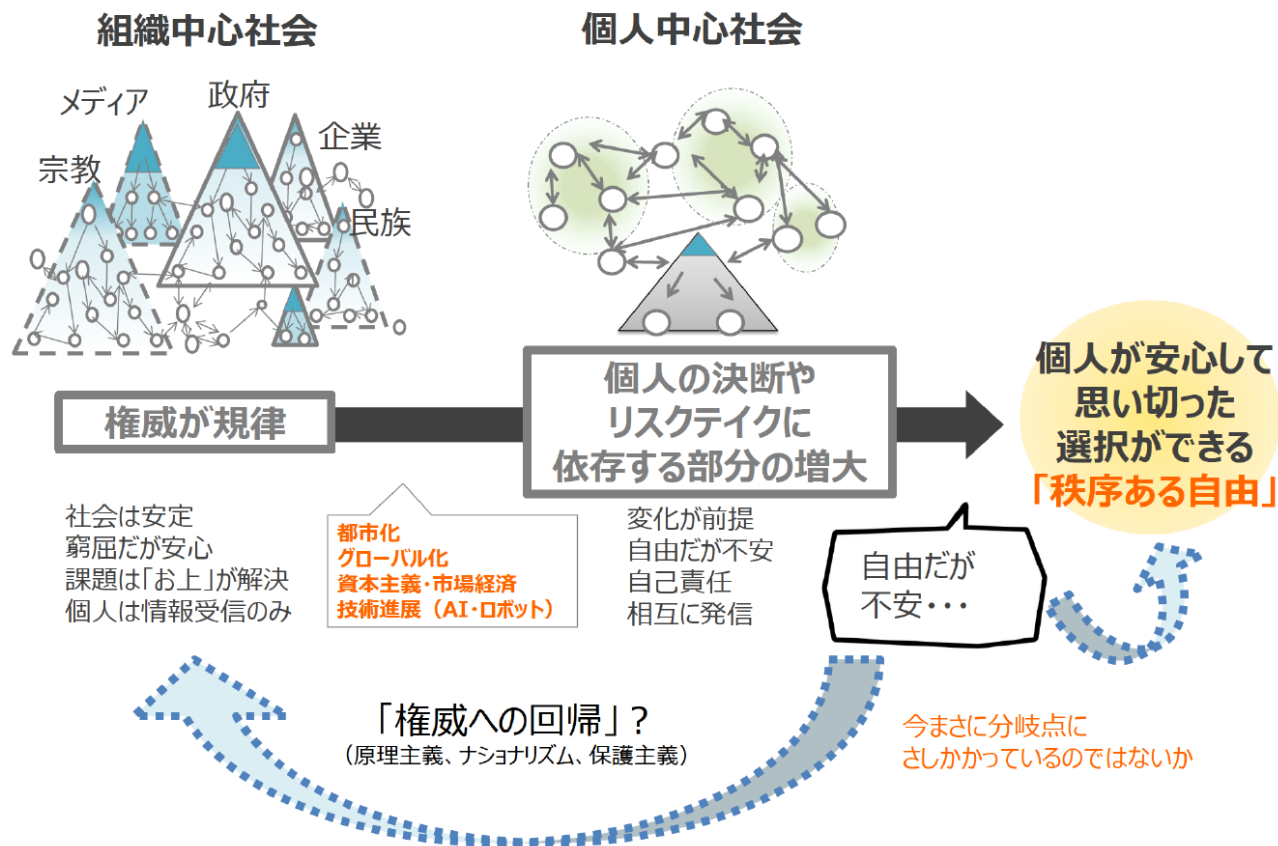 組織中心社会
個人中心社会
メディア
政府
企業
宗教
民族
権威が規律
個人の決断や
リスクテイクに
依存する部分の増大
個人が安心して
思い切った
選択ができる
「秩序ある自由」
社会は安定
窮屈だが安心
課題は「お上」が解決
個人は情報受信のみ
都市化
グローバル化
資本主義・市場経済
技術進展（AI・ロボット）
変化が前提
自由だが不安
自己責任
相互に発信
自由だが
不安・・・
「権威への回帰」？
（原理主義、ナショナリズム、保護主義）
今まさに分岐点に
さしかかっているのではないか